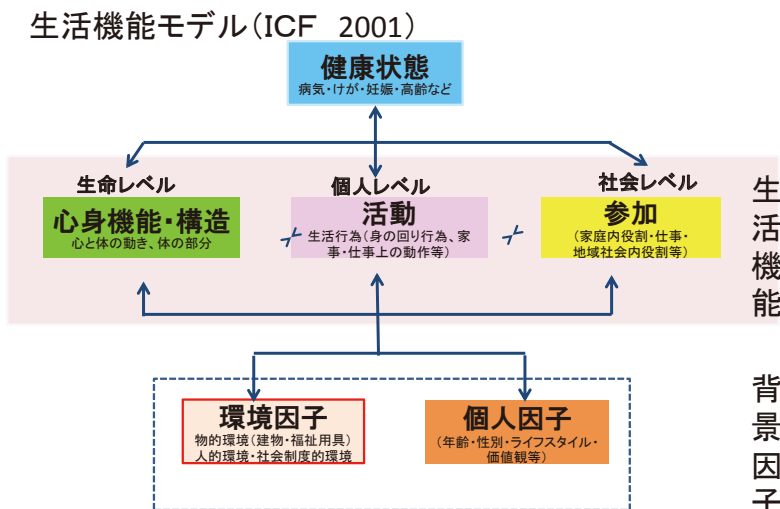 生活機能モデル(ICF 2001)
健康状態
病気・けが・妊娠・高齢など
生命レベル
個人レベル
社会レベル
心身機能・構造
心と体の動き、体の部分
活動
生活行為(身の回り行為、家
事・仕事上の動作等)
参加
(家庭内役割・仕事・
地域社会内役割等)
生活機能
環境因子
物的環境(建物・福祉用具)
人的環境・社会制度的環境
個人因子
(年齢・性別・ライフスタイル・
価値観等)
背景因子